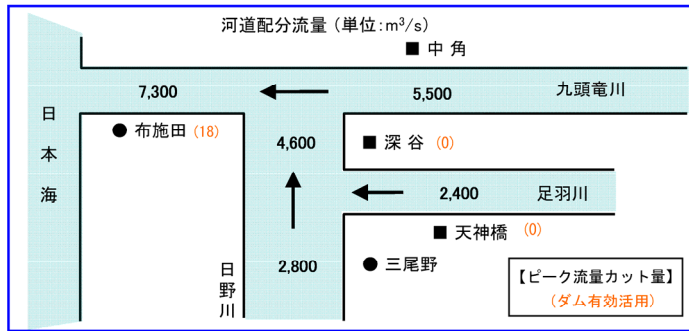 河道配分流量（単位：m³/s）
■ 中 角
7,300
5,500
九頭竜川
日本海
● 布施田 (18)
4,600
■ 深 谷 (0)
2,400
足羽川
■ 天神橋 (0)
日野川
2,800
● 三尾野
【ピーク流量カット量】
（ダム有効活用）